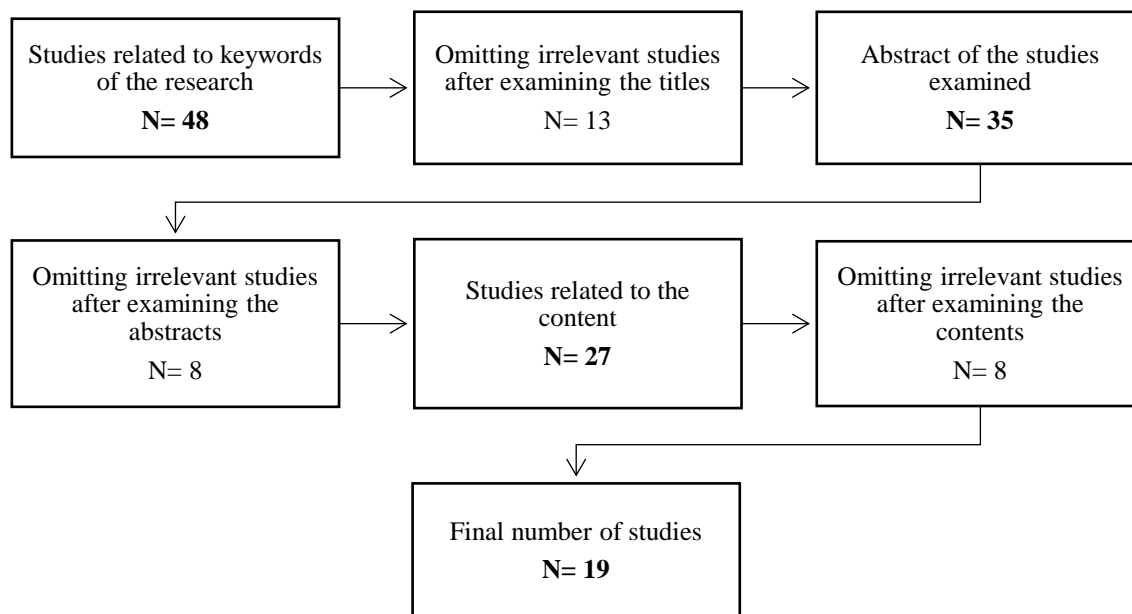 Studies related to keywords
of the research
N= 48
Omitting irrelevant studies
after examining the titles
N= 13
Abstract of the studies
examined
N= 35
Omitting irrelevant studies
after examining the
abstracts
N= 8
Studies related to the
content
N= 27
Omitting irrelevant studies
after examining the
contents
N= 8
Final number of studies
N= 19